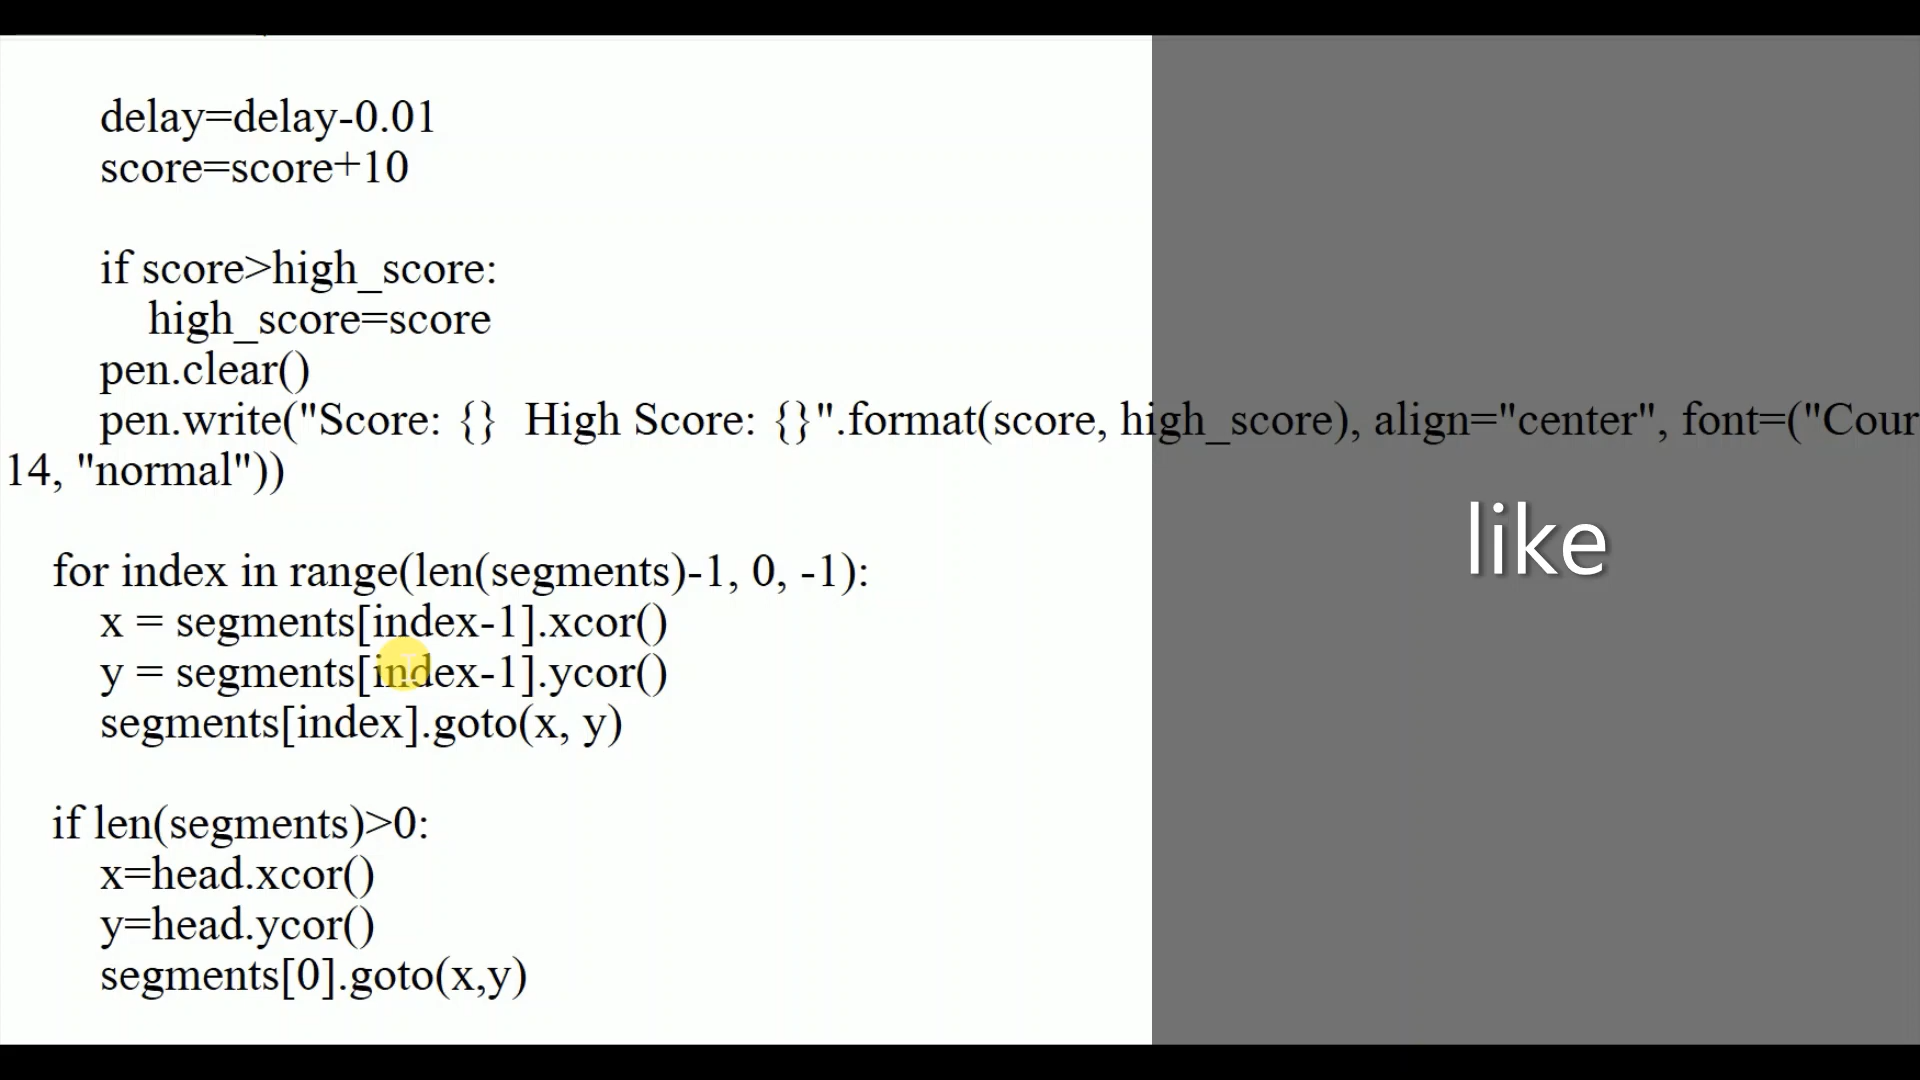 delay=delay-0.01
score=score+10
if score>high_score:
high_score=score
pen.clear()
pen.write("Score: {}  High Score: {}".format(score, high_score), align="center", font=("Cour
14, "normal"))
like
for index in range(len(segments)-1, 0, -1):
x = segments[index-1].xcor()
y = segments[index-1].ycor()
segments[index].goto(x, y)
if len(segments)>0:
x=head.xcor()
y=head.ycor()
segments[0].goto(x,y)